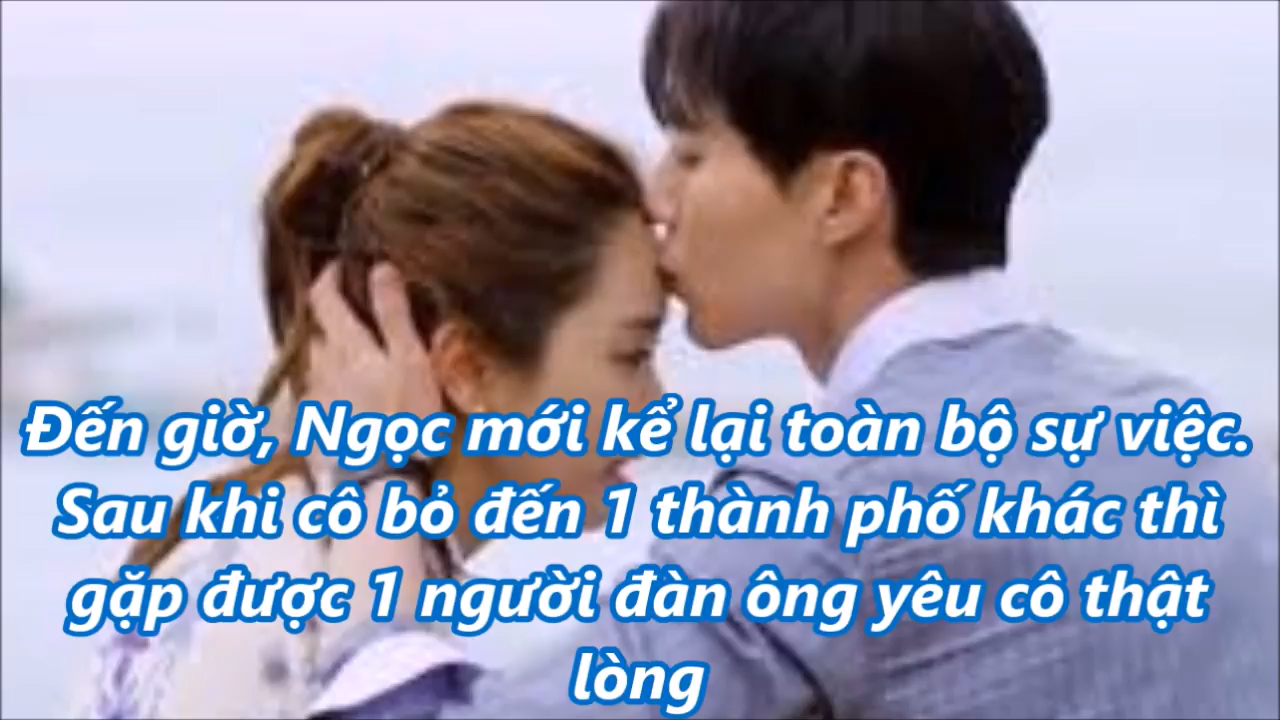 Đến giờ, Ngọc mới kể lại toàn bộ sự việc.
Sau khi cô bỏ đến 1 thành phố khác thì
gặp được 1 người đàn ông yêu cô thật
lòng